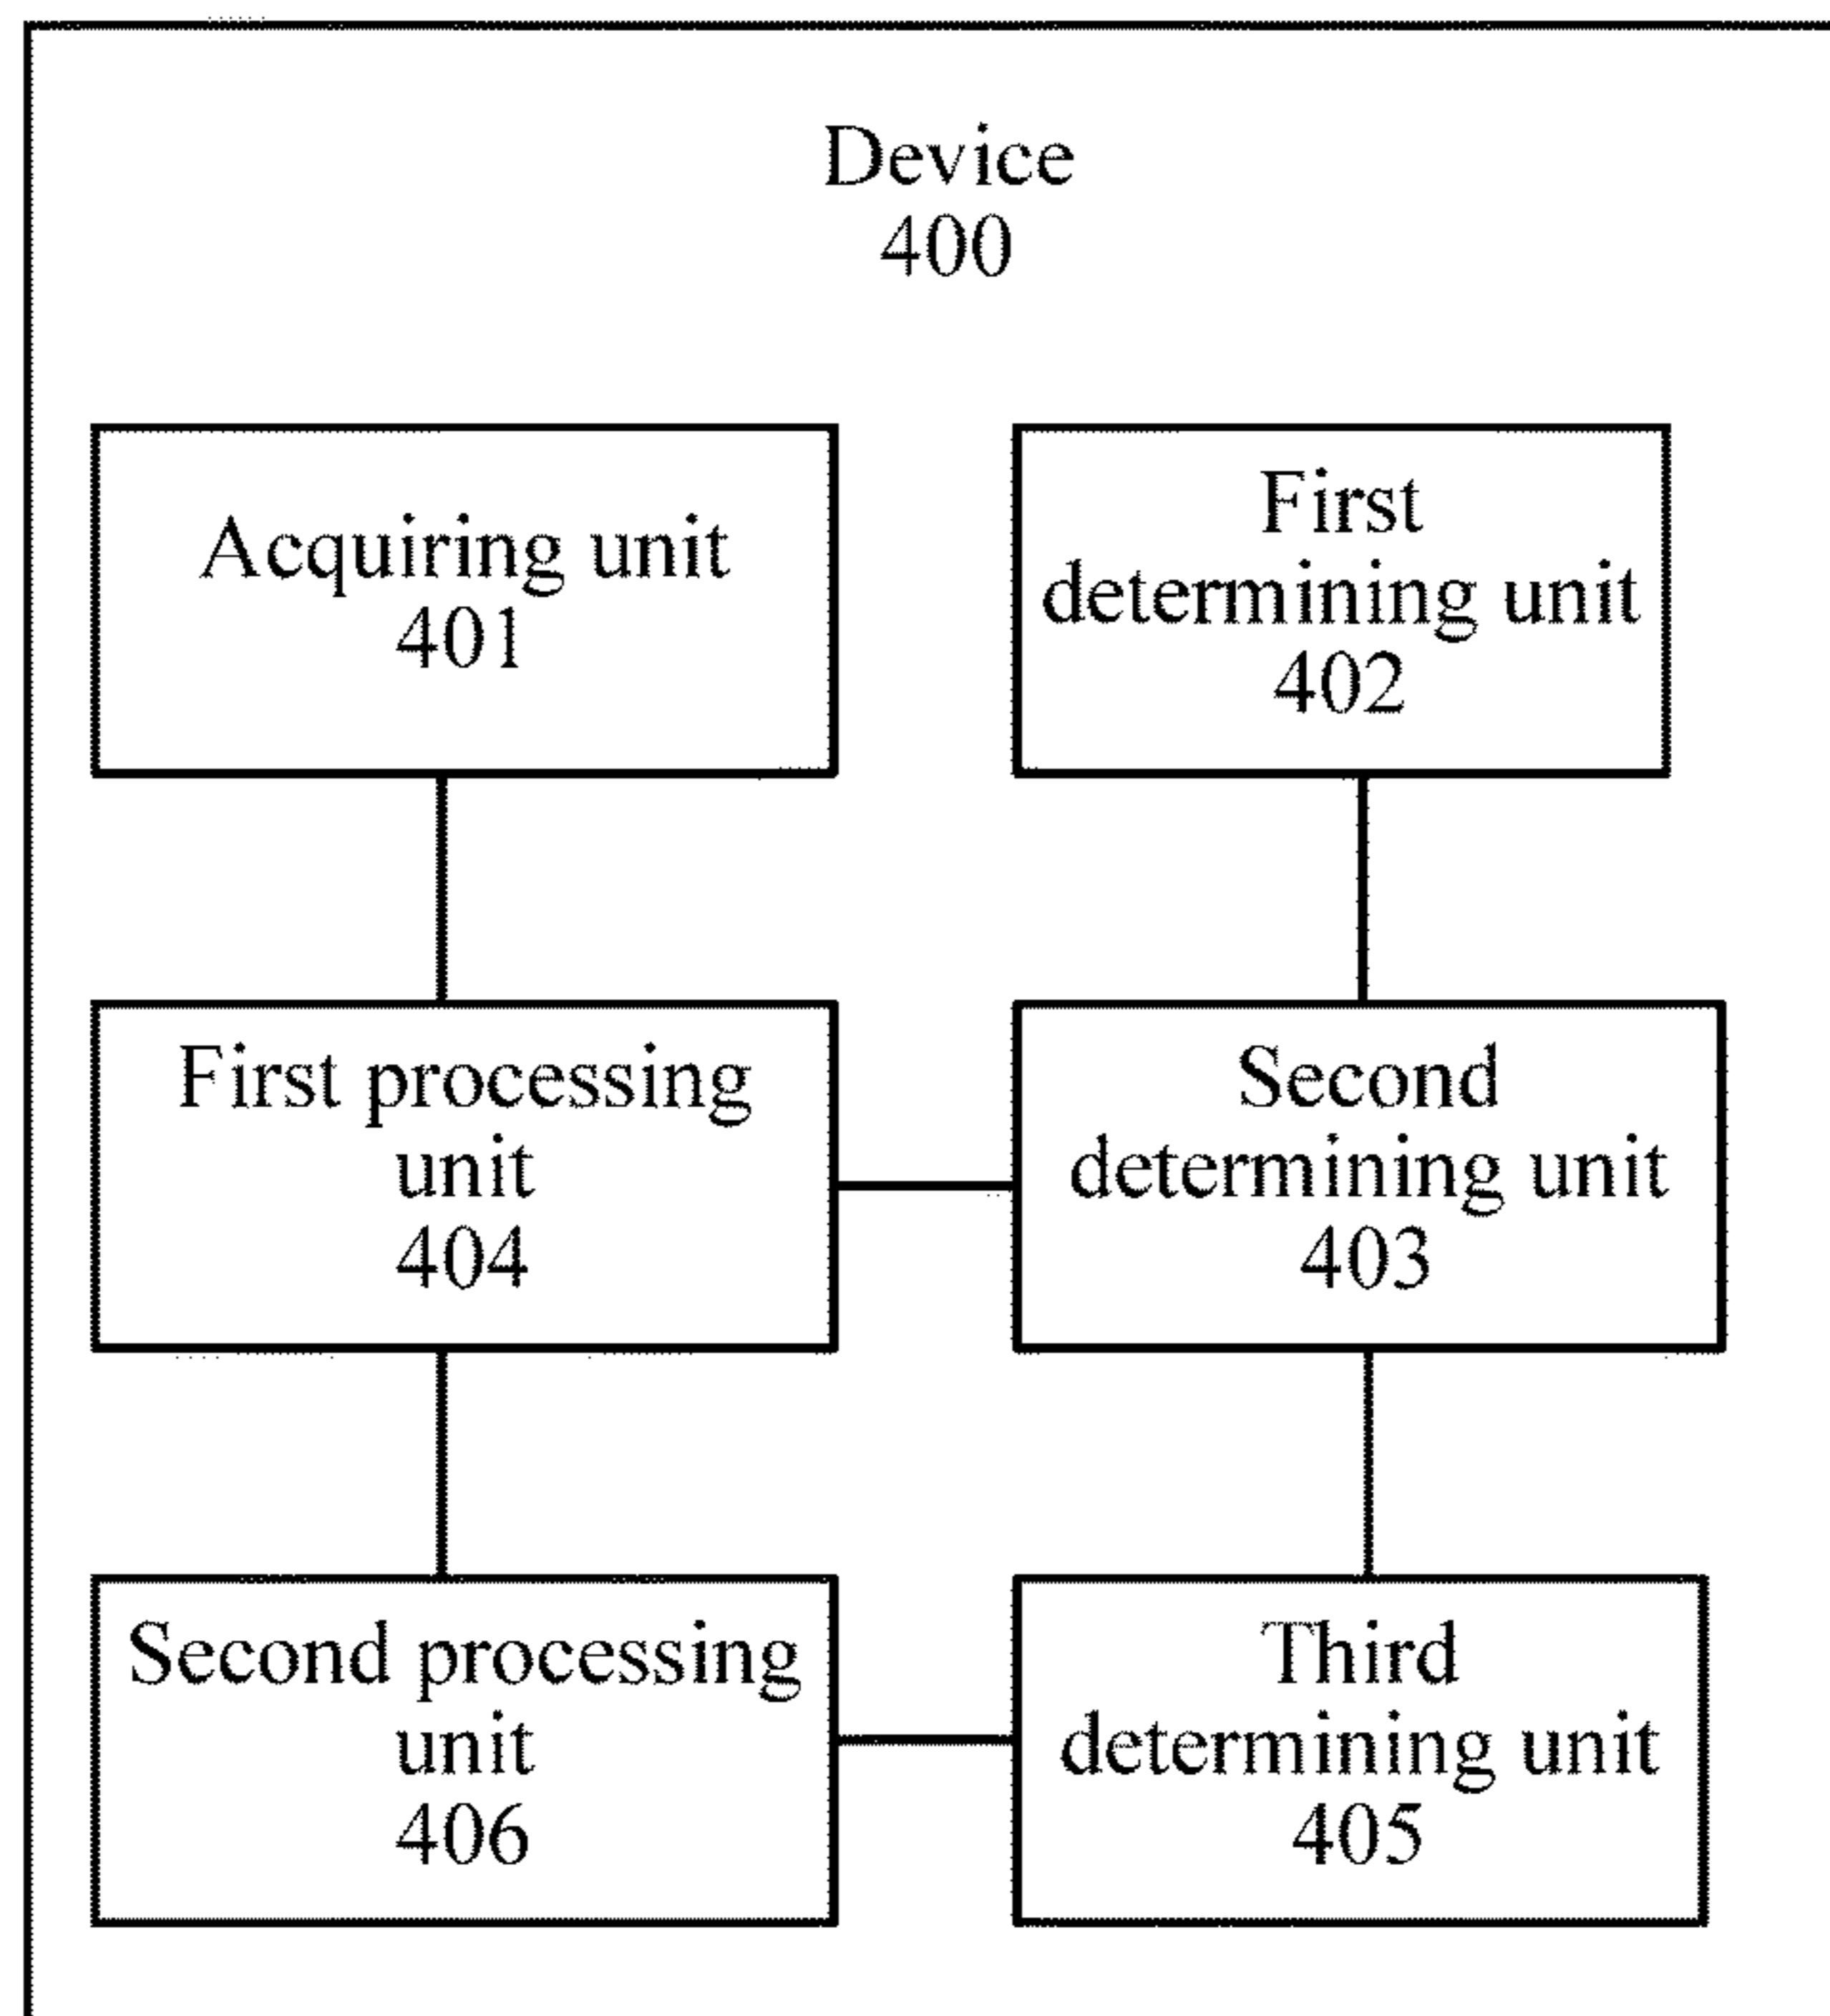 Device
400
Acquiring unit
401
First
determining unit
402
First processing
unit
404
Second
determining unit
403
Second processing
unit
406
Third
determining unit
405